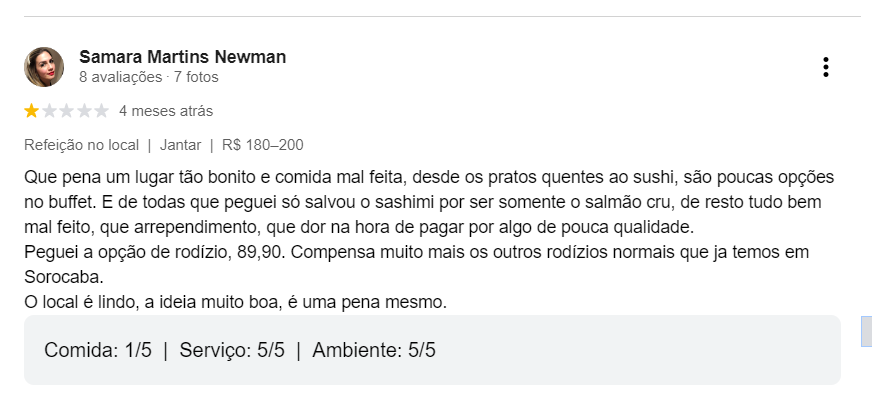 Samara Martins Newman
8 avaliações · 7 fotos
4 meses atrás
Refeição no local | Jantar | R$ 180–200
Que pena um lugar tão bonito e comida mal feita, desde os pratos quentes ao sushi, são poucas opções
no buffet. E de todas que peguei só salvou o sashimi por ser somente o salmão cru, de resto tudo bem
mal feito, que arrependimento, que dor na hora de pagar por algo de pouca qualidade.
Peguei a opção de rodízio, 89,90. Compensa muito mais os outros rodízios normais que ja temos em
Sorocaba.
O local é lindo, a ideia muito boa, é uma pena mesmo.
Comida: 1/5 | Serviço: 5/5 | Ambiente: 5/5